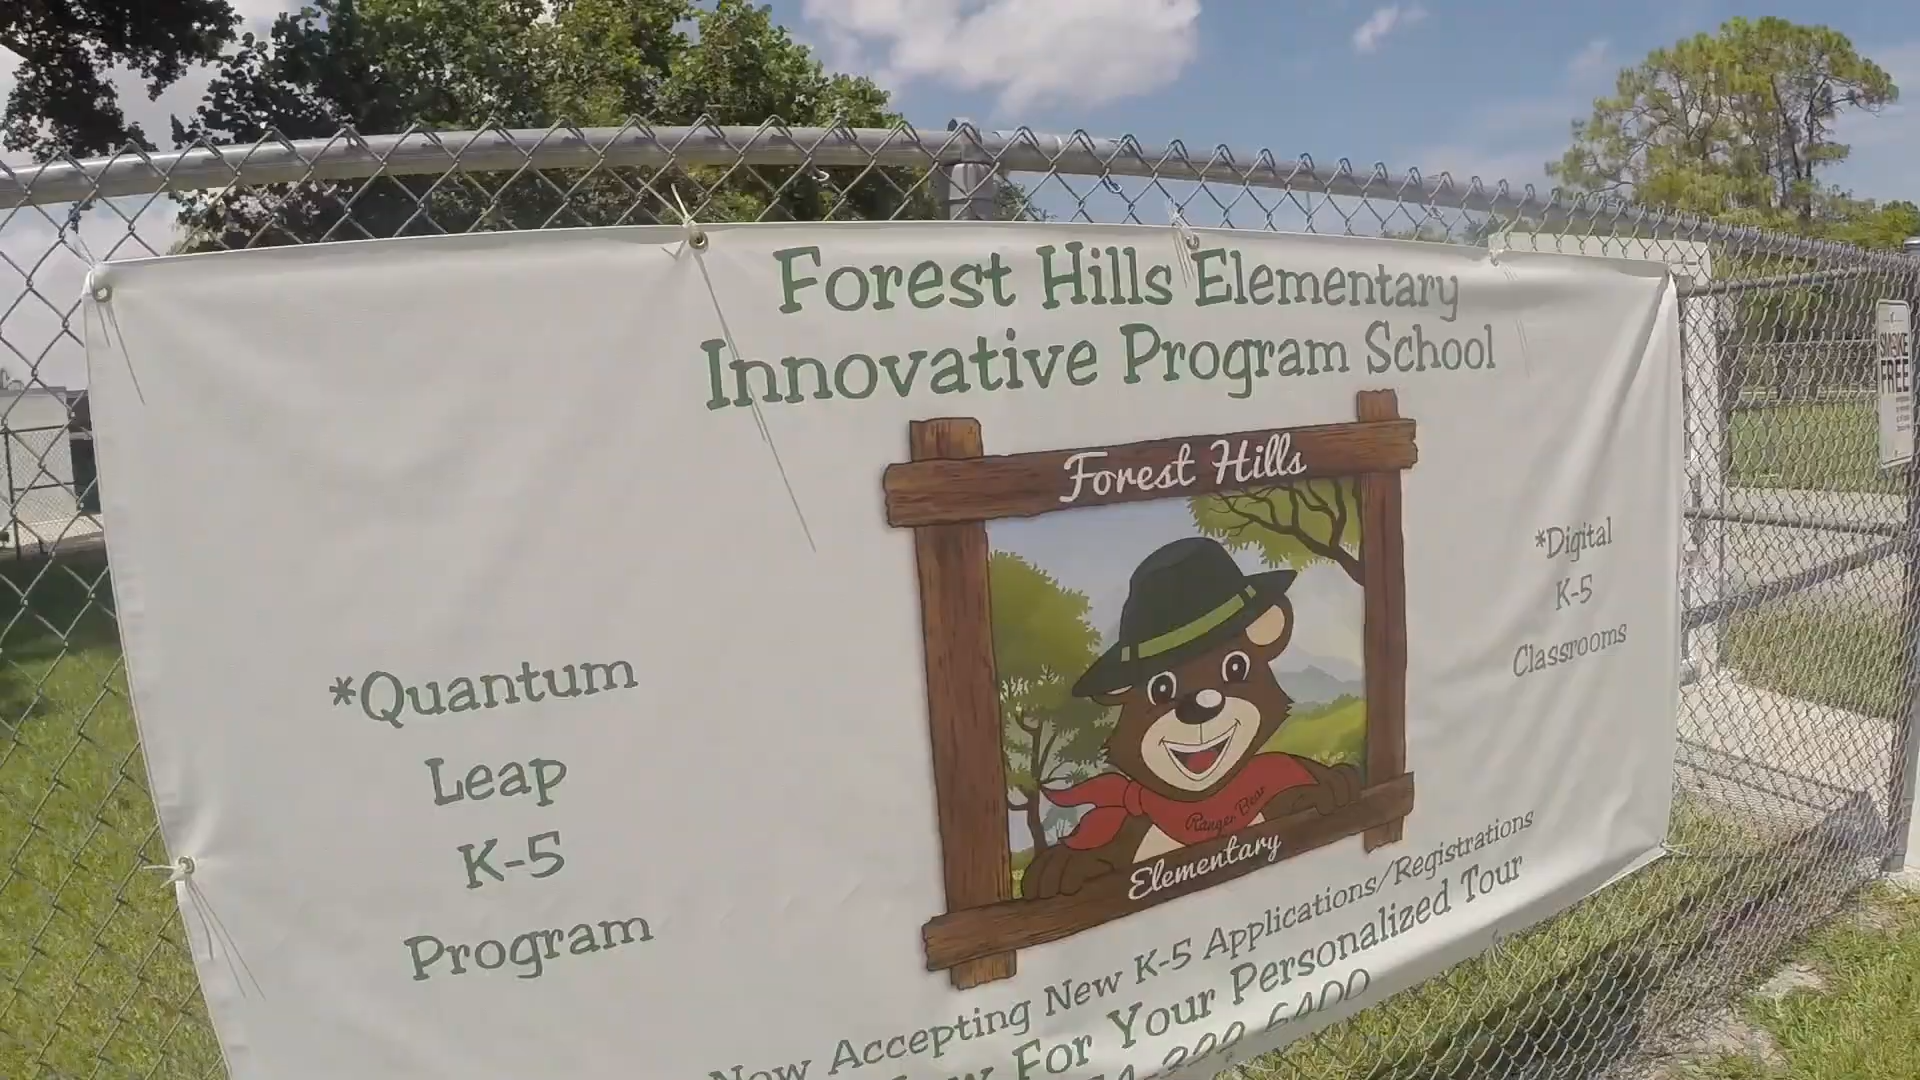 Forest Hills Elementary
Innovative Program School
Forest Hills
*Quantum
Leap
K-5
Program
*Digital
K-5
Classrooms
Ranger Bear
Elementary
Now Accepting New K-5 Applications/Registrations
For Your Personalized Tour
SMOKE
FREE